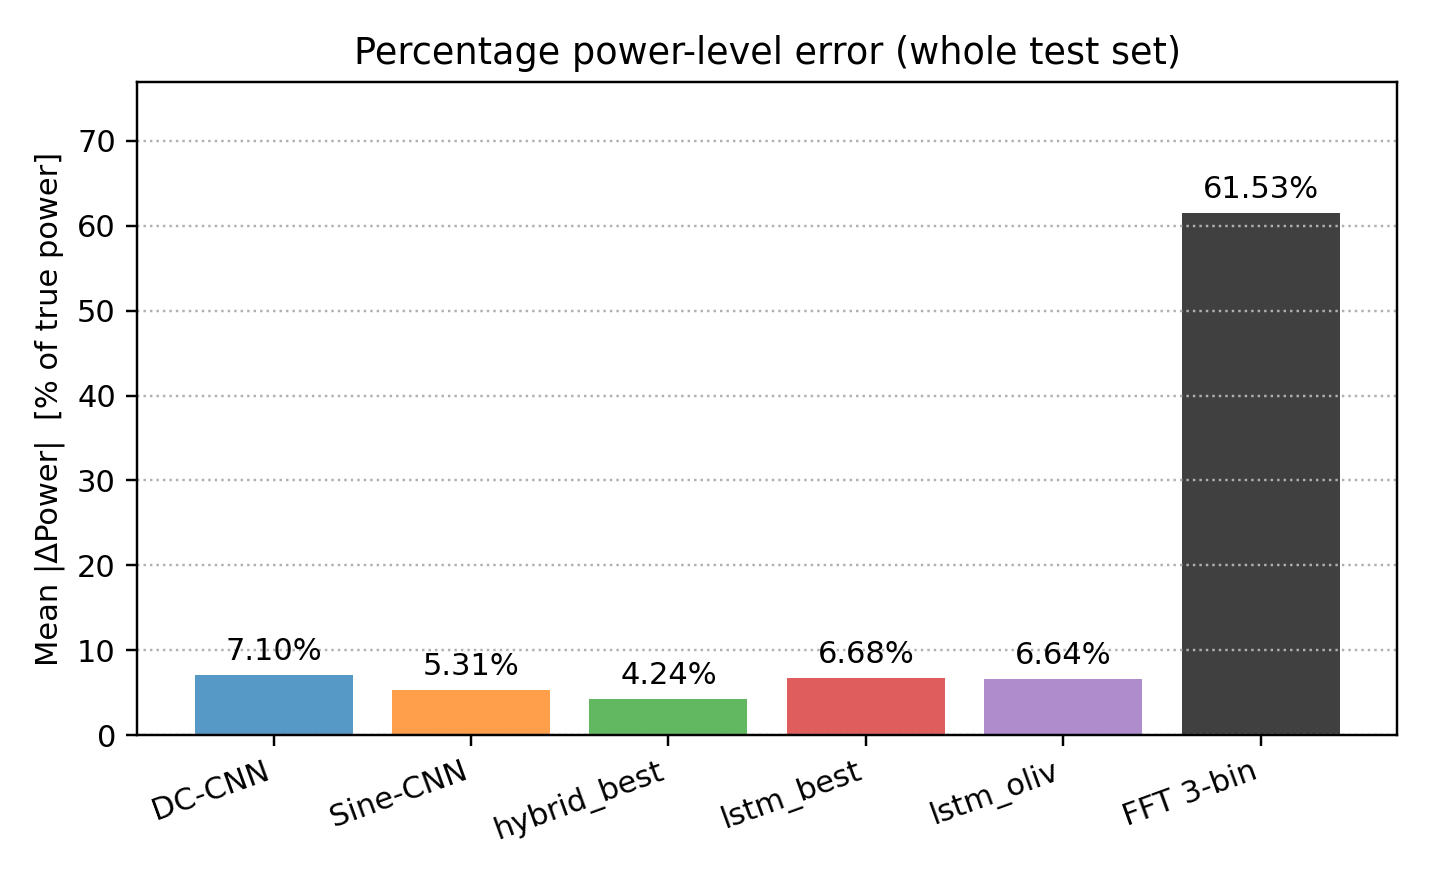 Percentage power-level error (whole test set)
Mean |ΔPower|  [% of true power]
70
60
50
40
30
20
10
0
7.10%
5.31%
4.24%
6.68%
6.64%
61.53%
DC-CNN
Sine-CNN
hybrid_best
lstm_best
lstm_oliv
FFT 3-bin